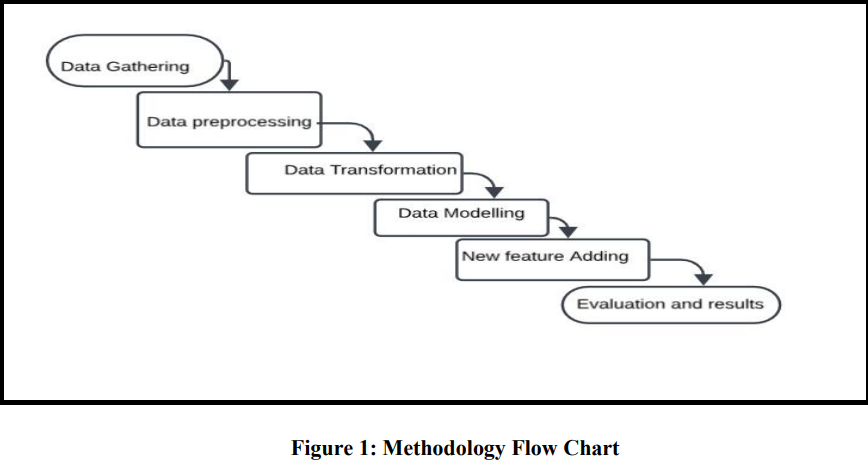 Data Gathering
Data preprocessing
Data Transformation
Data Modelling
New feature Adding
Evaluation and results
Figure 1: Methodology Flow Chart